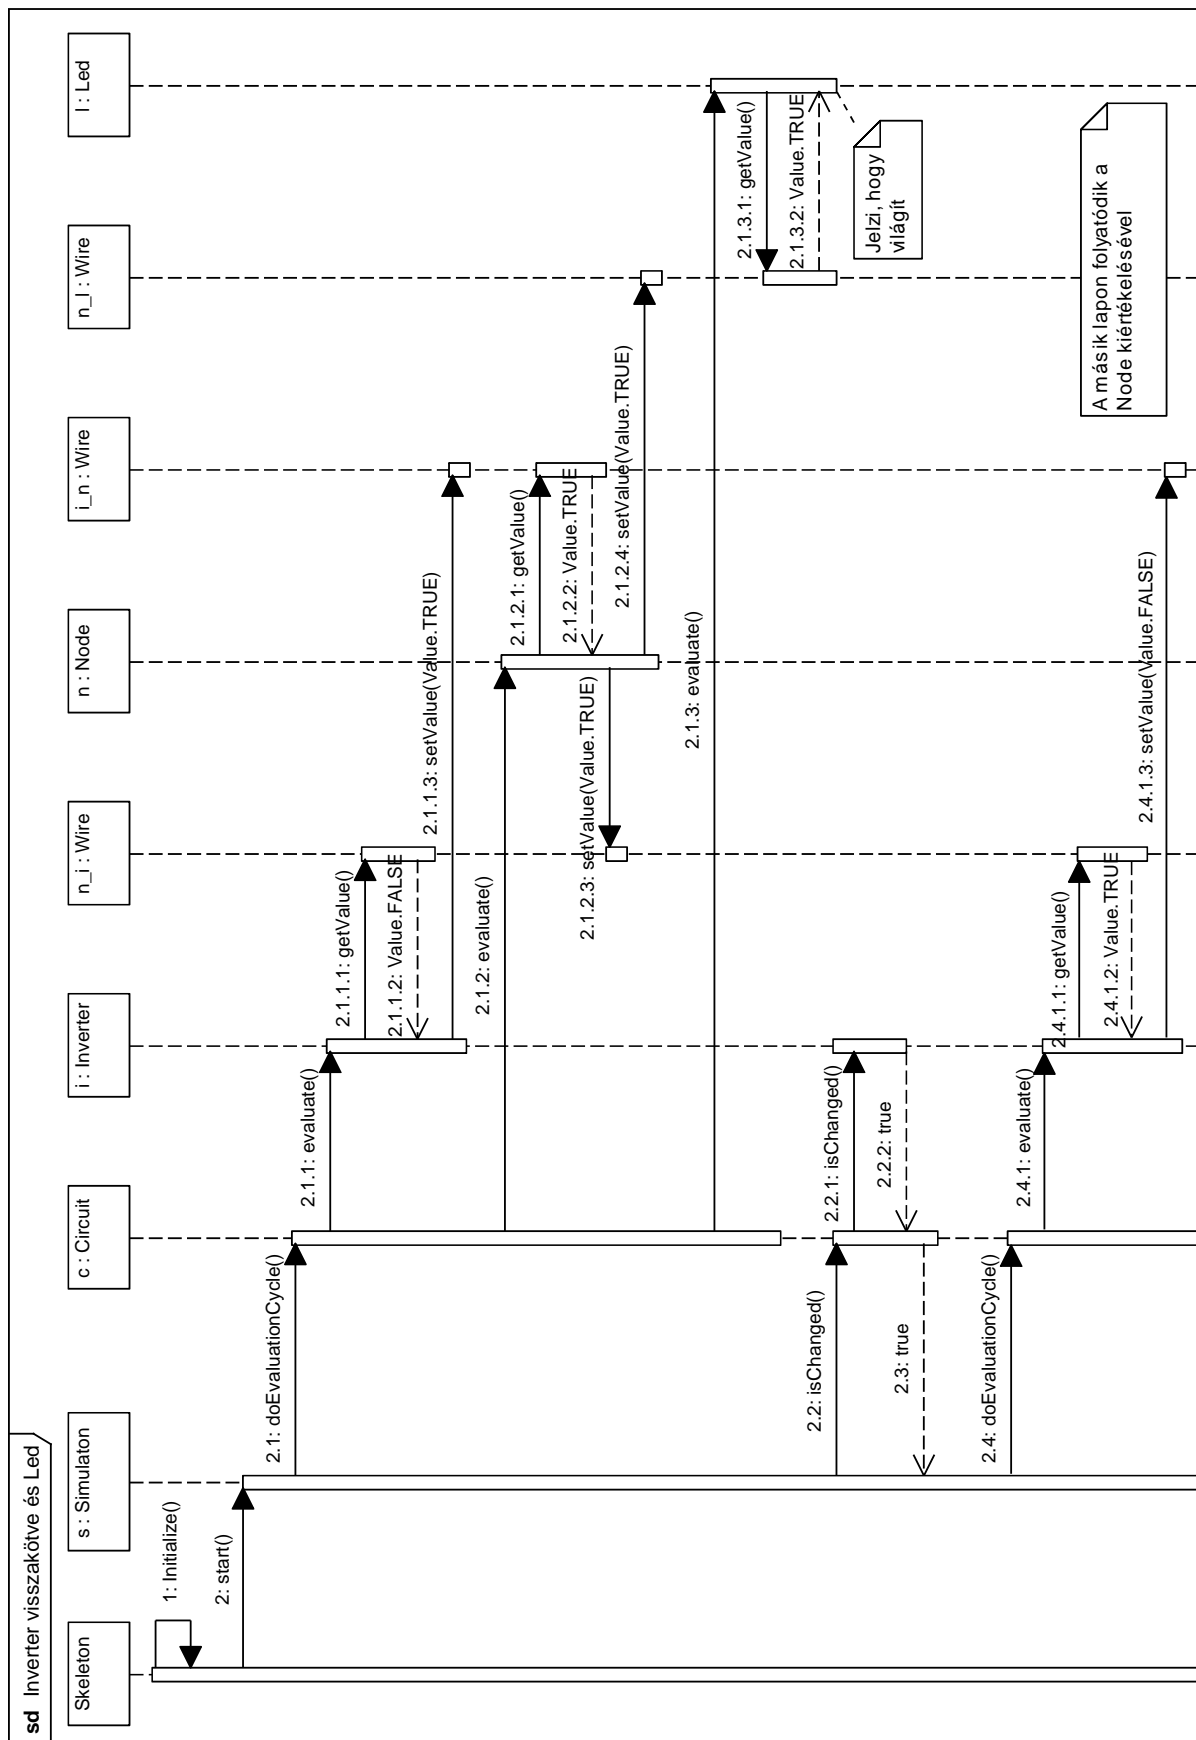 sd Inverter visszakötve és Led
Skeleton
s : Simulaton
c : Circuit
i : Inverter
n_i : Wire
n : Node
i_n : Wire
n_l : Wire
l : Led
1: Initialize()
2: start()
2.1: doEvaluationCycle()
2.1.1: evaluate()
2.1.1.1: getValue()
2.1.1.2: Value.FALSE
2.1.1.3: setValue(Value.TRUE)
2.1.2: evaluate()
2.1.2.1: getValue()
2.1.2.2: Value.TRUE
2.1.2.3: setValue(Value.TRUE)
2.1.2.4: setValue(Value.TRUE)
2.1.3: evaluate()
2.1.3.1: getValue()
2.1.3.2: Value.TRUE
Jelzi, hogy
világít
2.2: isChanged()
2.2.1: isChanged()
2.2.2: true
2.3: true
2.4: doEvaluationCycle()
2.4.1: evaluate()
2.4.1.1: getValue()
2.4.1.2: Value.TRUE
2.4.1.3: setValue(Value.FALSE)
A másik lapon folyatódik a
Node kiértékelésével